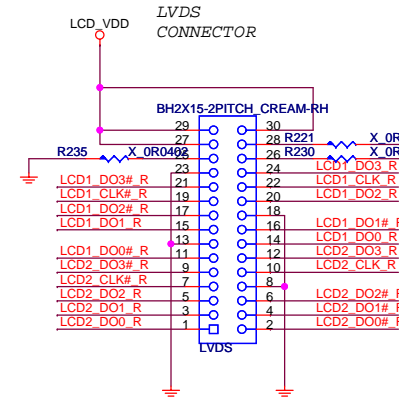 LVDS
CONNECTOR
LCD_VDD
BH2X15-2PITCH_CREAM-RH
29 30
27 28 R221 X_0R
R235 X_0R0402 26 R230 X_0R
23 24 LCD1_DO3_R
LCD1_DO3#_R 21 22 LCD1_CLK_R
LCD1_CLK#_R 19 20 LCD1_DO2_R
LCD1_DO2#_R 17 18
LCD1_DO1_R 15 16 LCD1_DO1#_R
13 14 LCD1_DO0_R
LCD1_DO0#_R 11 12 LCD2_DO3_R
LCD2_DO3#_R 9 10 LCD2_CLK_R
LCD2_CLK#_R 7 8
LCD2_DO2_R 5 6 LCD2_DO2#_R
LCD2_DO1_R 3 4 LCD2_DO1#_R
LCD2_DO0_R 1 2 LCD2_DO0#_R
LVDS